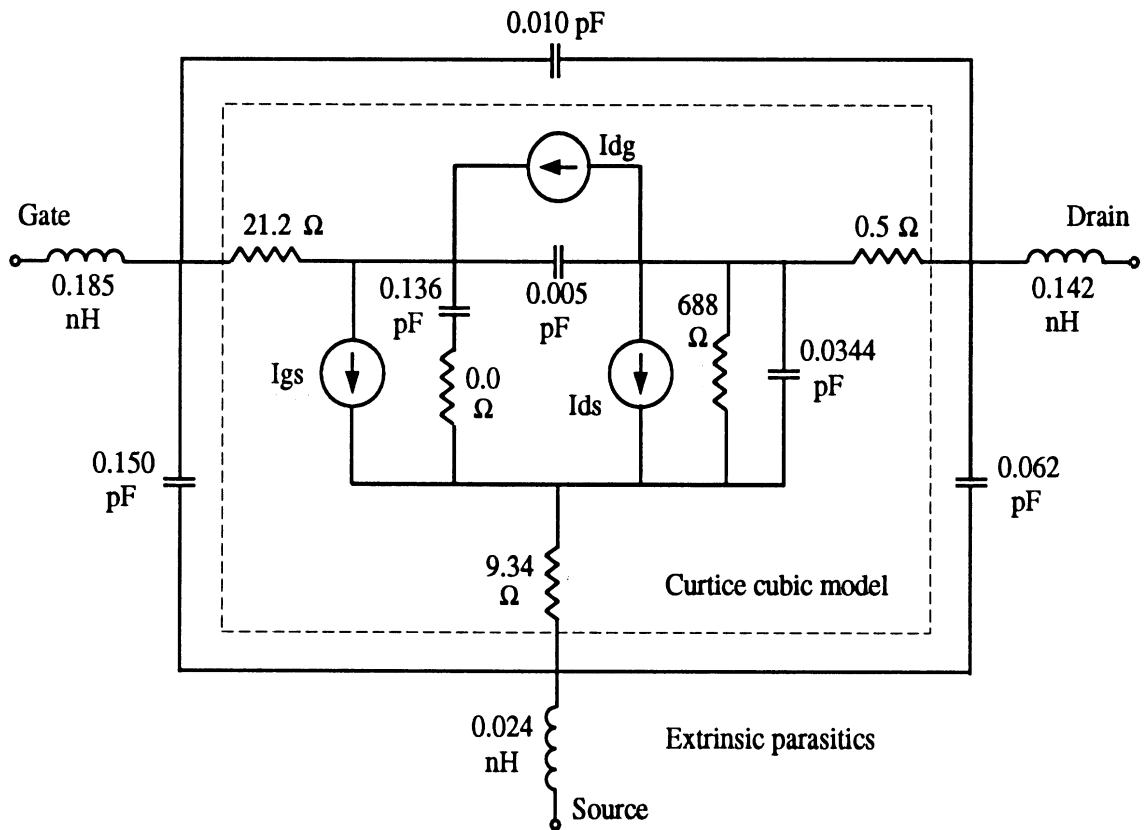 0.010 pF
Idg
Gate
21.2 Ω
0.5 Ω
Drain
0.185
nH
0.136
pF
0.005
pF
688
Ω
0.142
nH
Igs
0.0
Ω
Ids
0.0344
pF
0.150
pF
0.062
pF
9.34
Ω
Curtice cubic model
0.024
nH
Extrinsic parasitics
Source